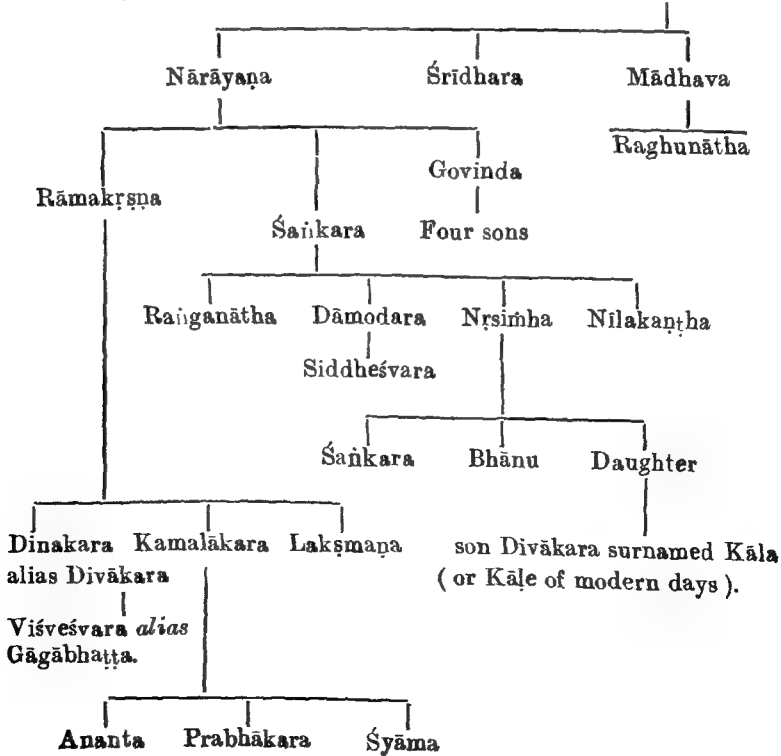 Nārāyaṇa Śrīdhara Mādhava
Raghunātha
Govinda
Rāmakṛṣṇa
Śaṅkara Four sons
Raṅganātha Dāmodara Nṛsiṁha Nīlakaṇṭha
Siddheśvara
Śaṅkara Bhānu Daughter
Dinakara Kamalākara Lakṣmaṇa
alias Divākara
son Divākara surnamed Kāla
( or Kāḷe of modern days ).
Viśveśvara alias
Gāgābhaṭṭa.
Ananta Prabhākara Śyāma